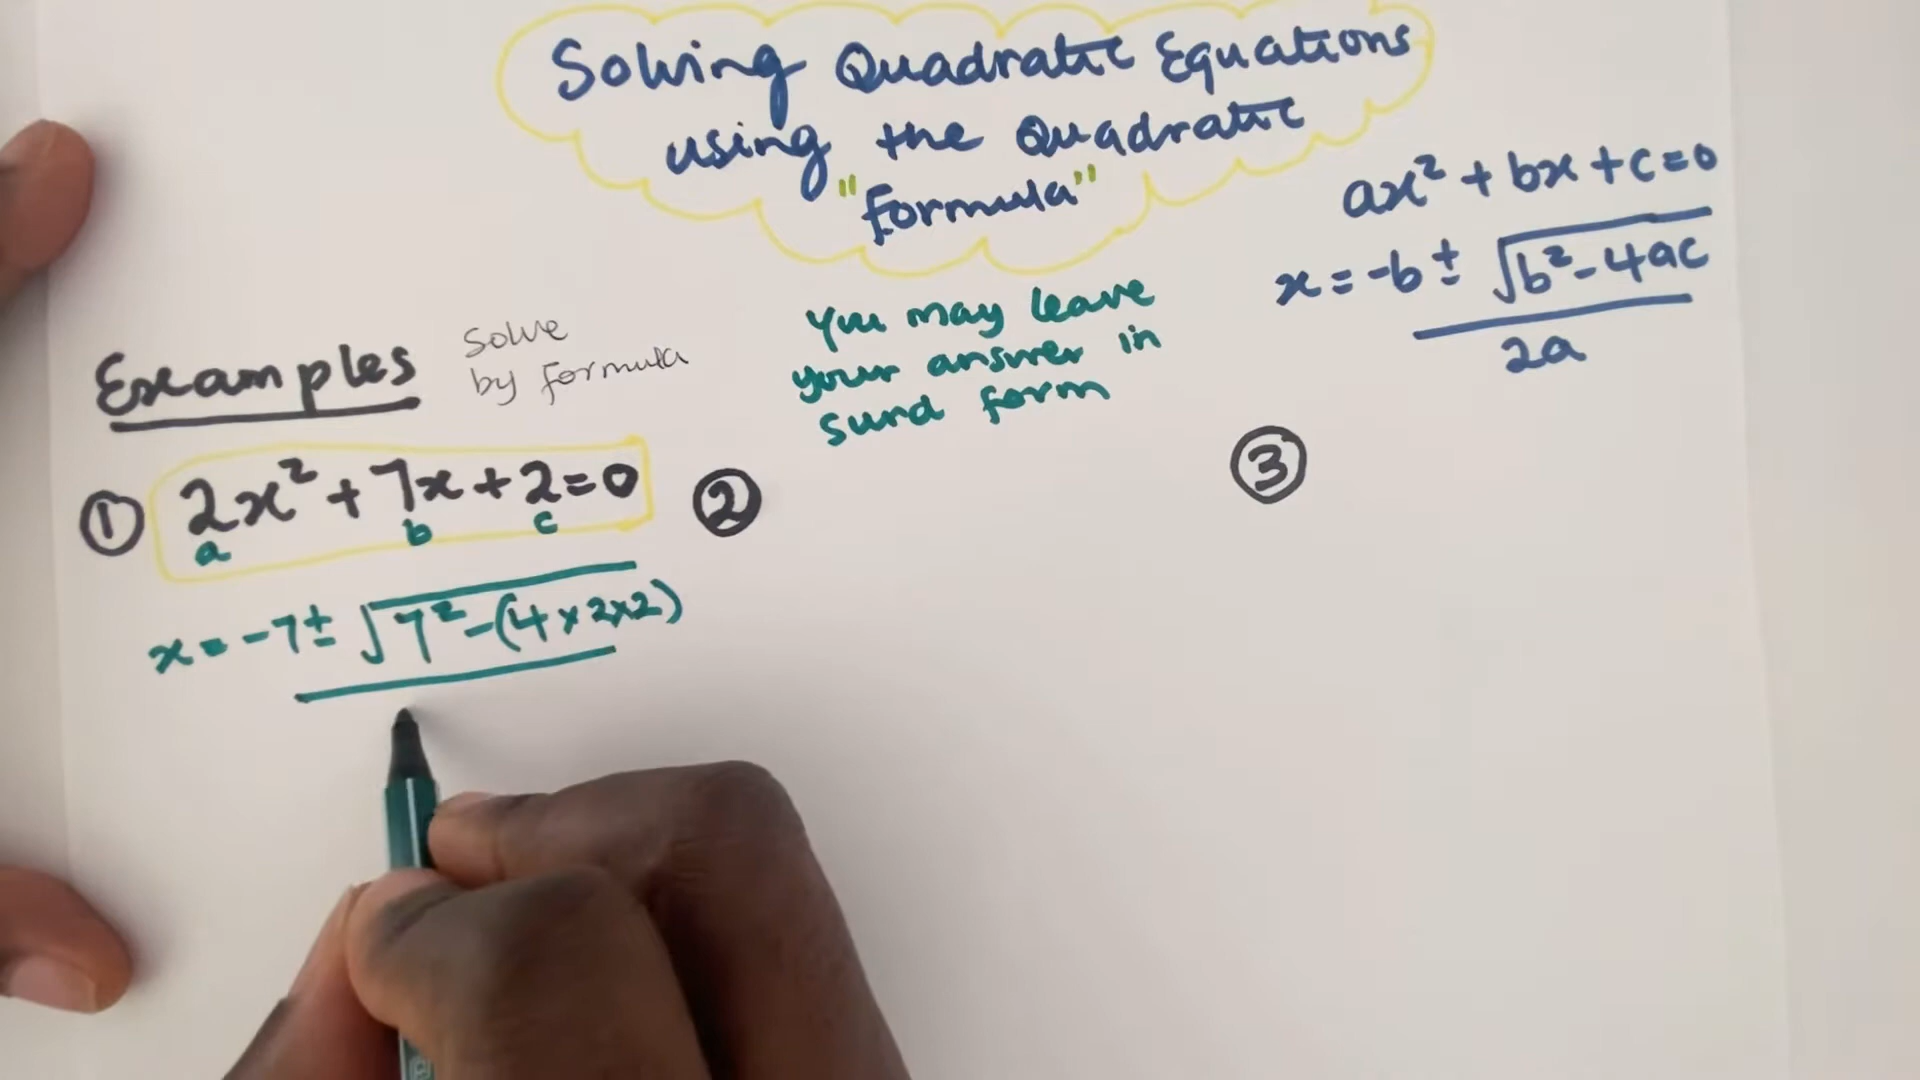 Solving Quadratic Equations
using the Quadratic
"formula"
ax² + bx + c = 0
x = -b ± √b² - 4ac
2a
Examples
Solve
by formula
You may leave
your answer in
surd form
① 2x² + 7x + 2 = 0
a b c
②
③
x = -7 ± √7² - (4 x 2 x 2)